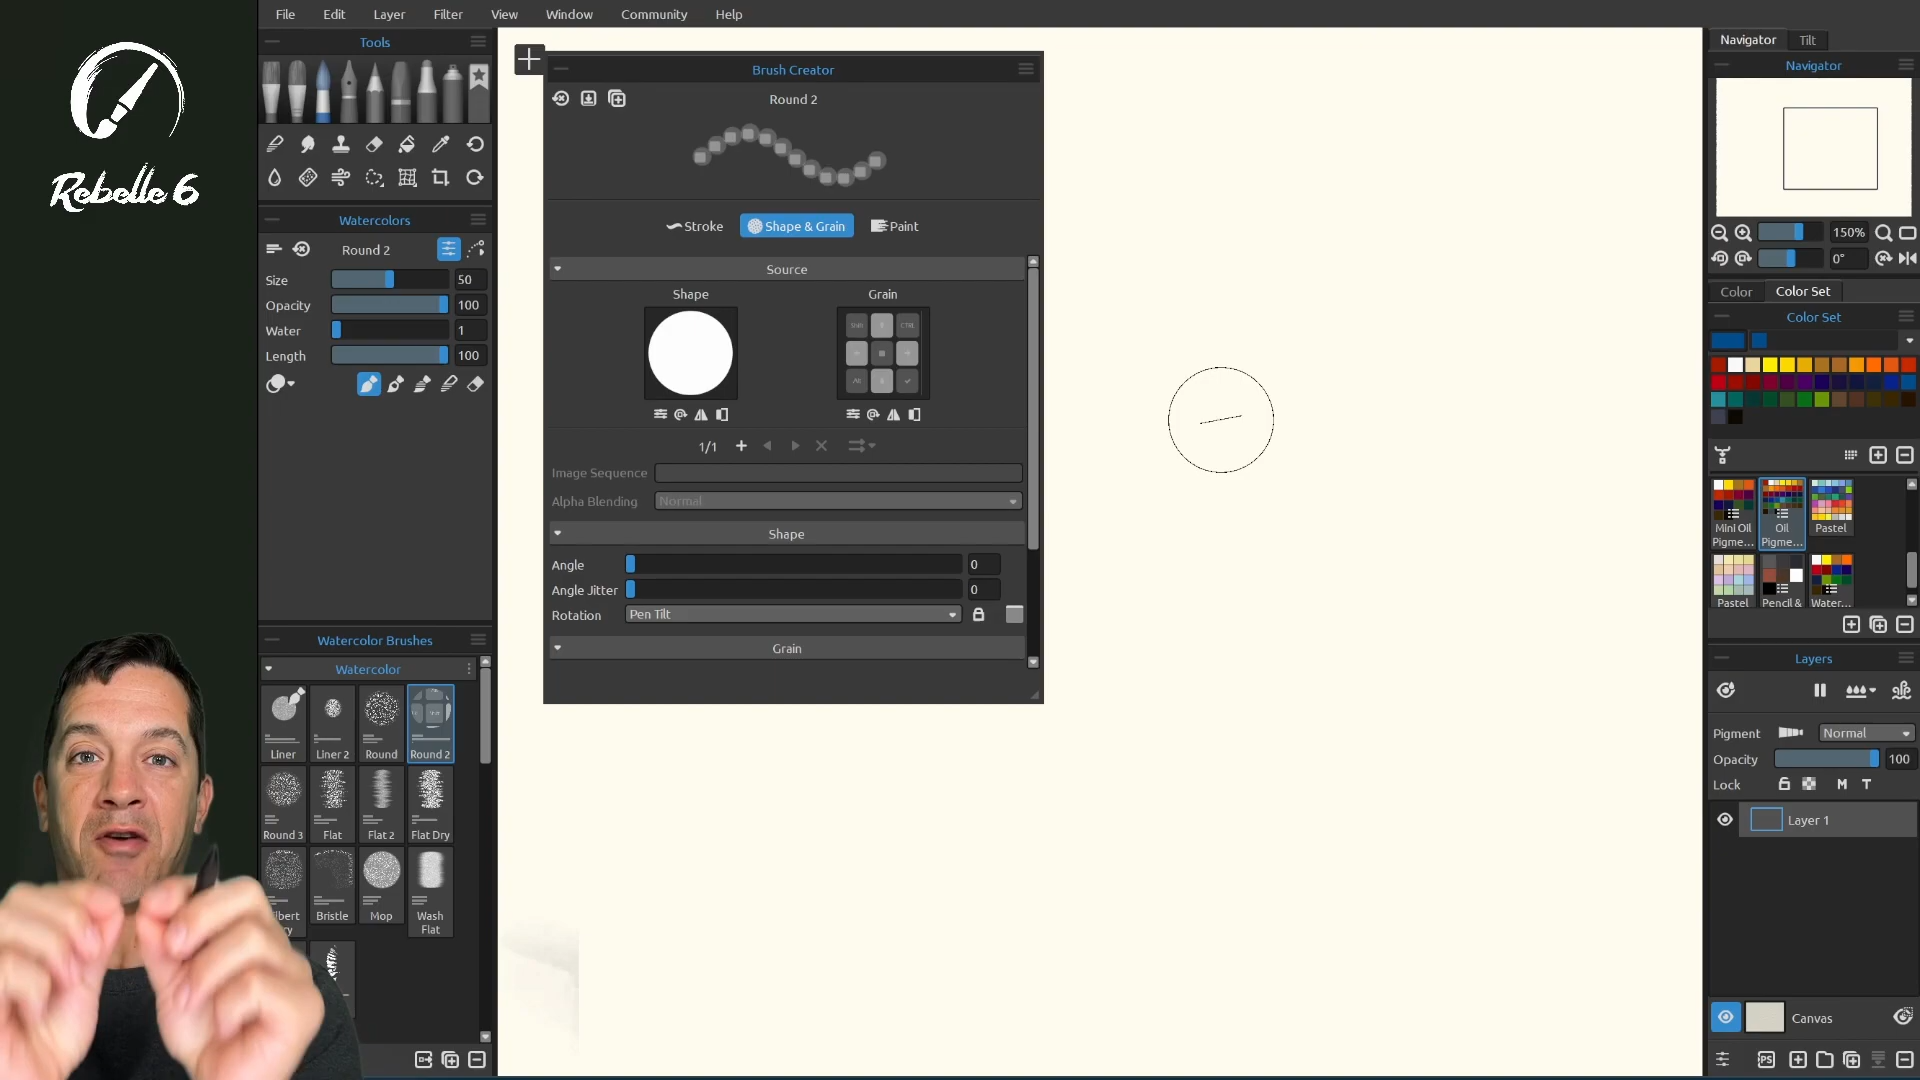 Rebelle 6
File Edit Layer Filter View Window Community Help
Tools
Watercolors
Round 2
Size 50
Opacity 100
Water 1
Length 100
Watercolor Brushes
Watercolor
Liner Liner 2 Round Round 2
Round 3 Flat Flat 2 Flat Dry
Bristle Mop Wash
Flat
Brush Creator
Round 2
Stroke Shape & Grain Paint
Source
Shape Grain
Shift CTRL
Alt
1/1
Image Sequence
Alpha Blending Normal
Shape
Angle 0
Angle Jitter 0
Rotation Pen Tilt
Grain
Navigator Tilt
Navigator
150%
0°
Color Color Set
Color Set
Mini Oil Oil Pastel
Pigme... Pigme...
Pastel Pencil & Water...
Layers
Pigment Normal
Opacity 100
Lock M T
Layer 1
Canvas
PS